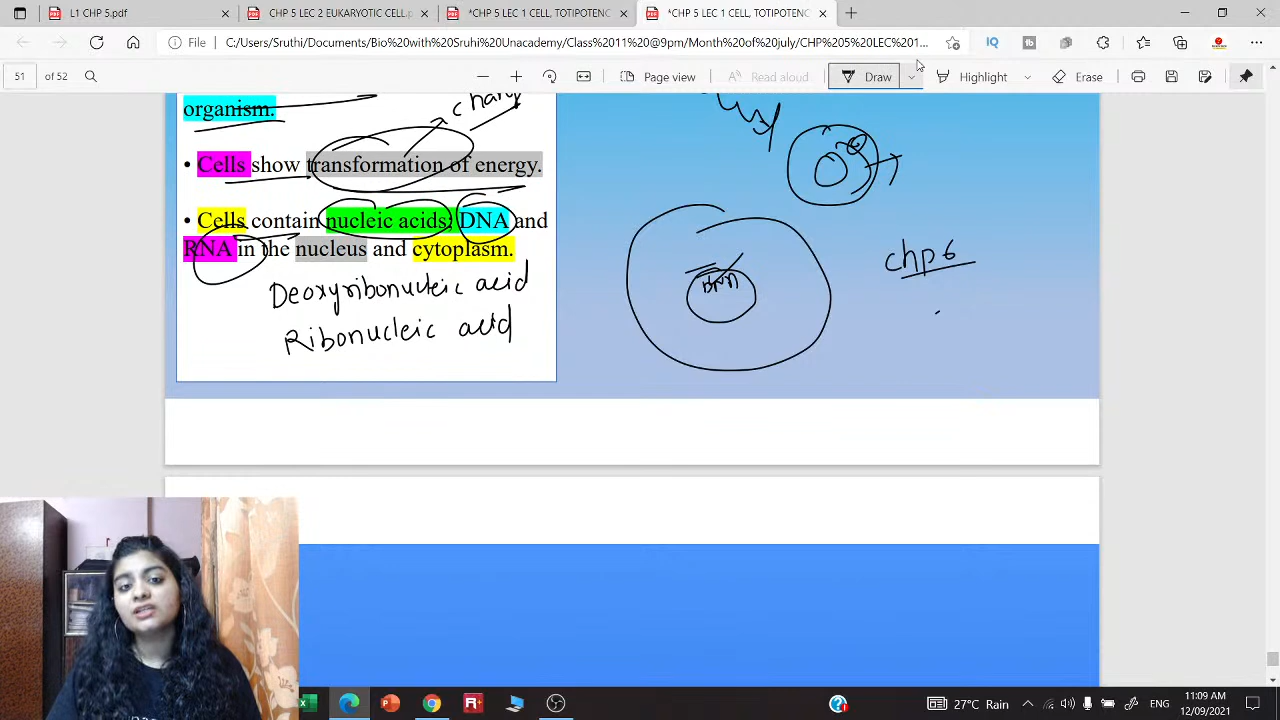 L1 CHP 5.pdf
CHP 5 LEC 2 EUKARYOTIC CELL.p
*CHP 5 LEC 1 CELL, TOTIPOTENC
*CHP 5 LEC 1 CELL, TOTIPOTENC
File
C:/Users/Sruthi/Documents/Bio%20with%20Sruhi%20Unacademy/Class%2011%20@9pm/Month%20of%20july/CHP%205%20LEC%201...
51 of 52
Page view
Read aloud
Draw
Highlight
Erase
organism.
• Cells show transformation of energy.
• Cells contain nucleic acids; DNA and
RNA in the nucleus and cytoplasm.
Deoxyribonucleic acid
Ribonucleic acid
DNA
chp 6
27°C Rain
ENG
11:09 AM
12/09/2021